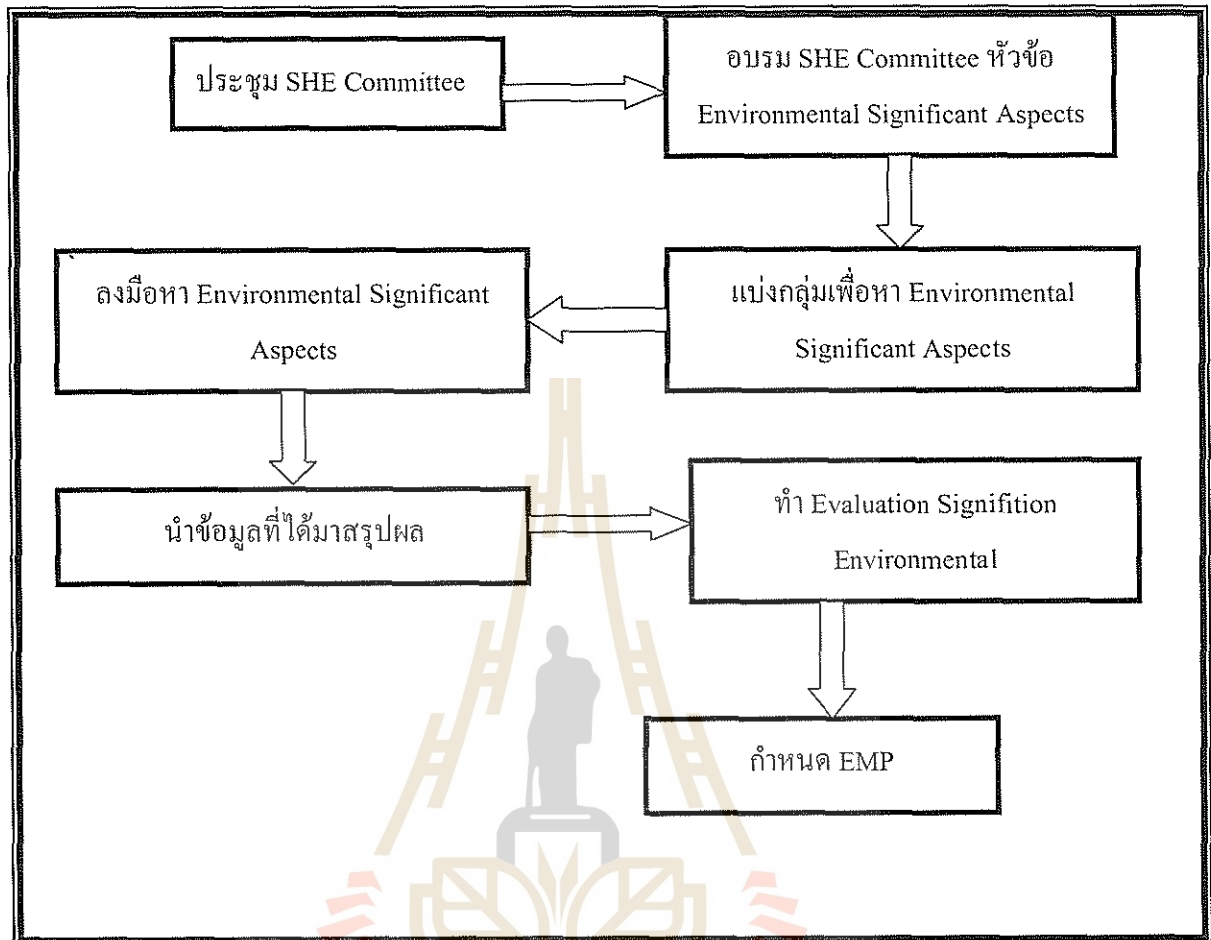 ประชุม SHE Committee
อบรม SHE Committee หัวข้อ
Environmental Significant Aspects
แบ่งกลุ่มเพื่อหา Environmental
Significant Aspects
ลงมือหา Environmental Significant
Aspects
นำข้อมูลที่ได้มาสรุปผล
ทำ Evaluation Signifition
Environmental
กำหนด EMP